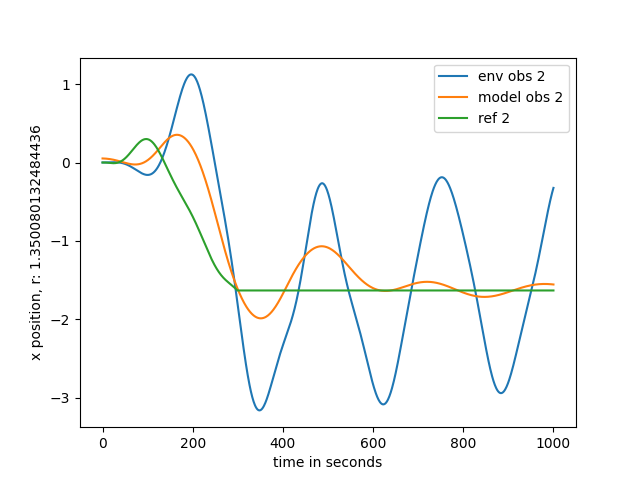 env obs 2
model obs 2
ref 2
1
0
−1
−2
−3
x position, r: 1.350080132484436
0 200 400 600 800 1000
time in seconds